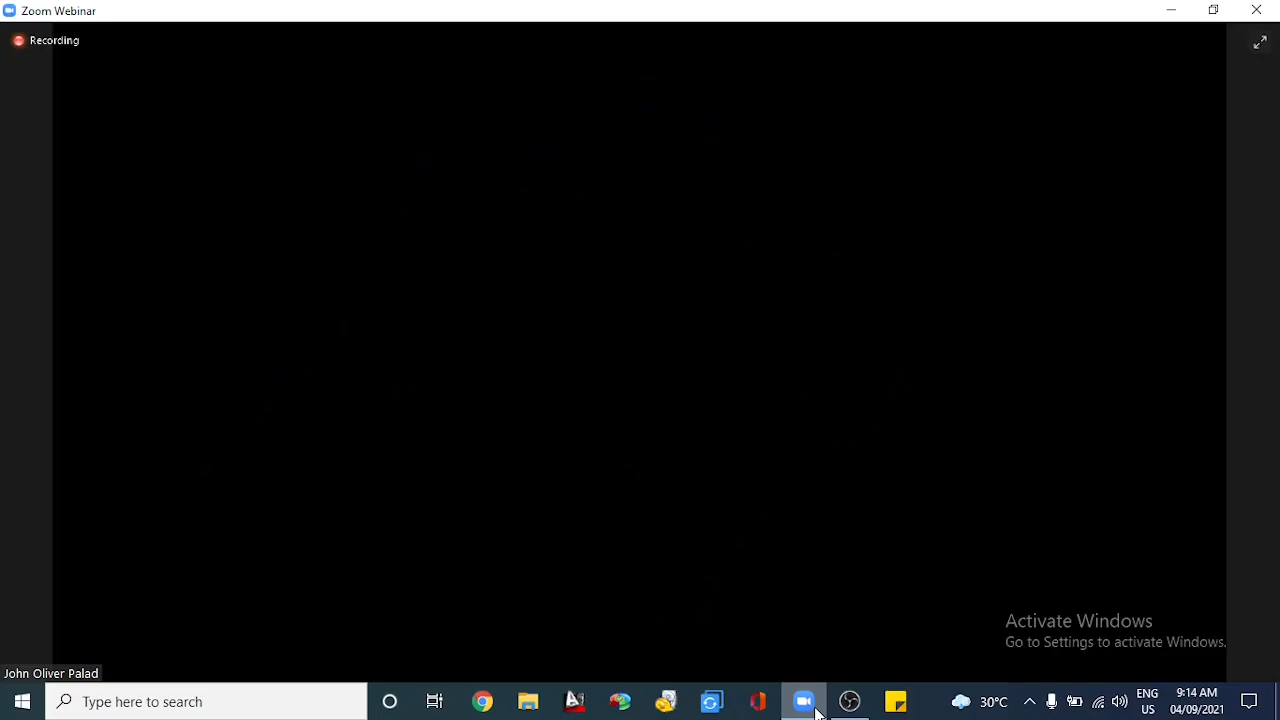 Zoom Webinar
Recording
Activate Windows
Go to Settings to activate Windows.
John Oliver Palad
Type here to search
30°C
ENG
US
9:14 AM
04/09/2021